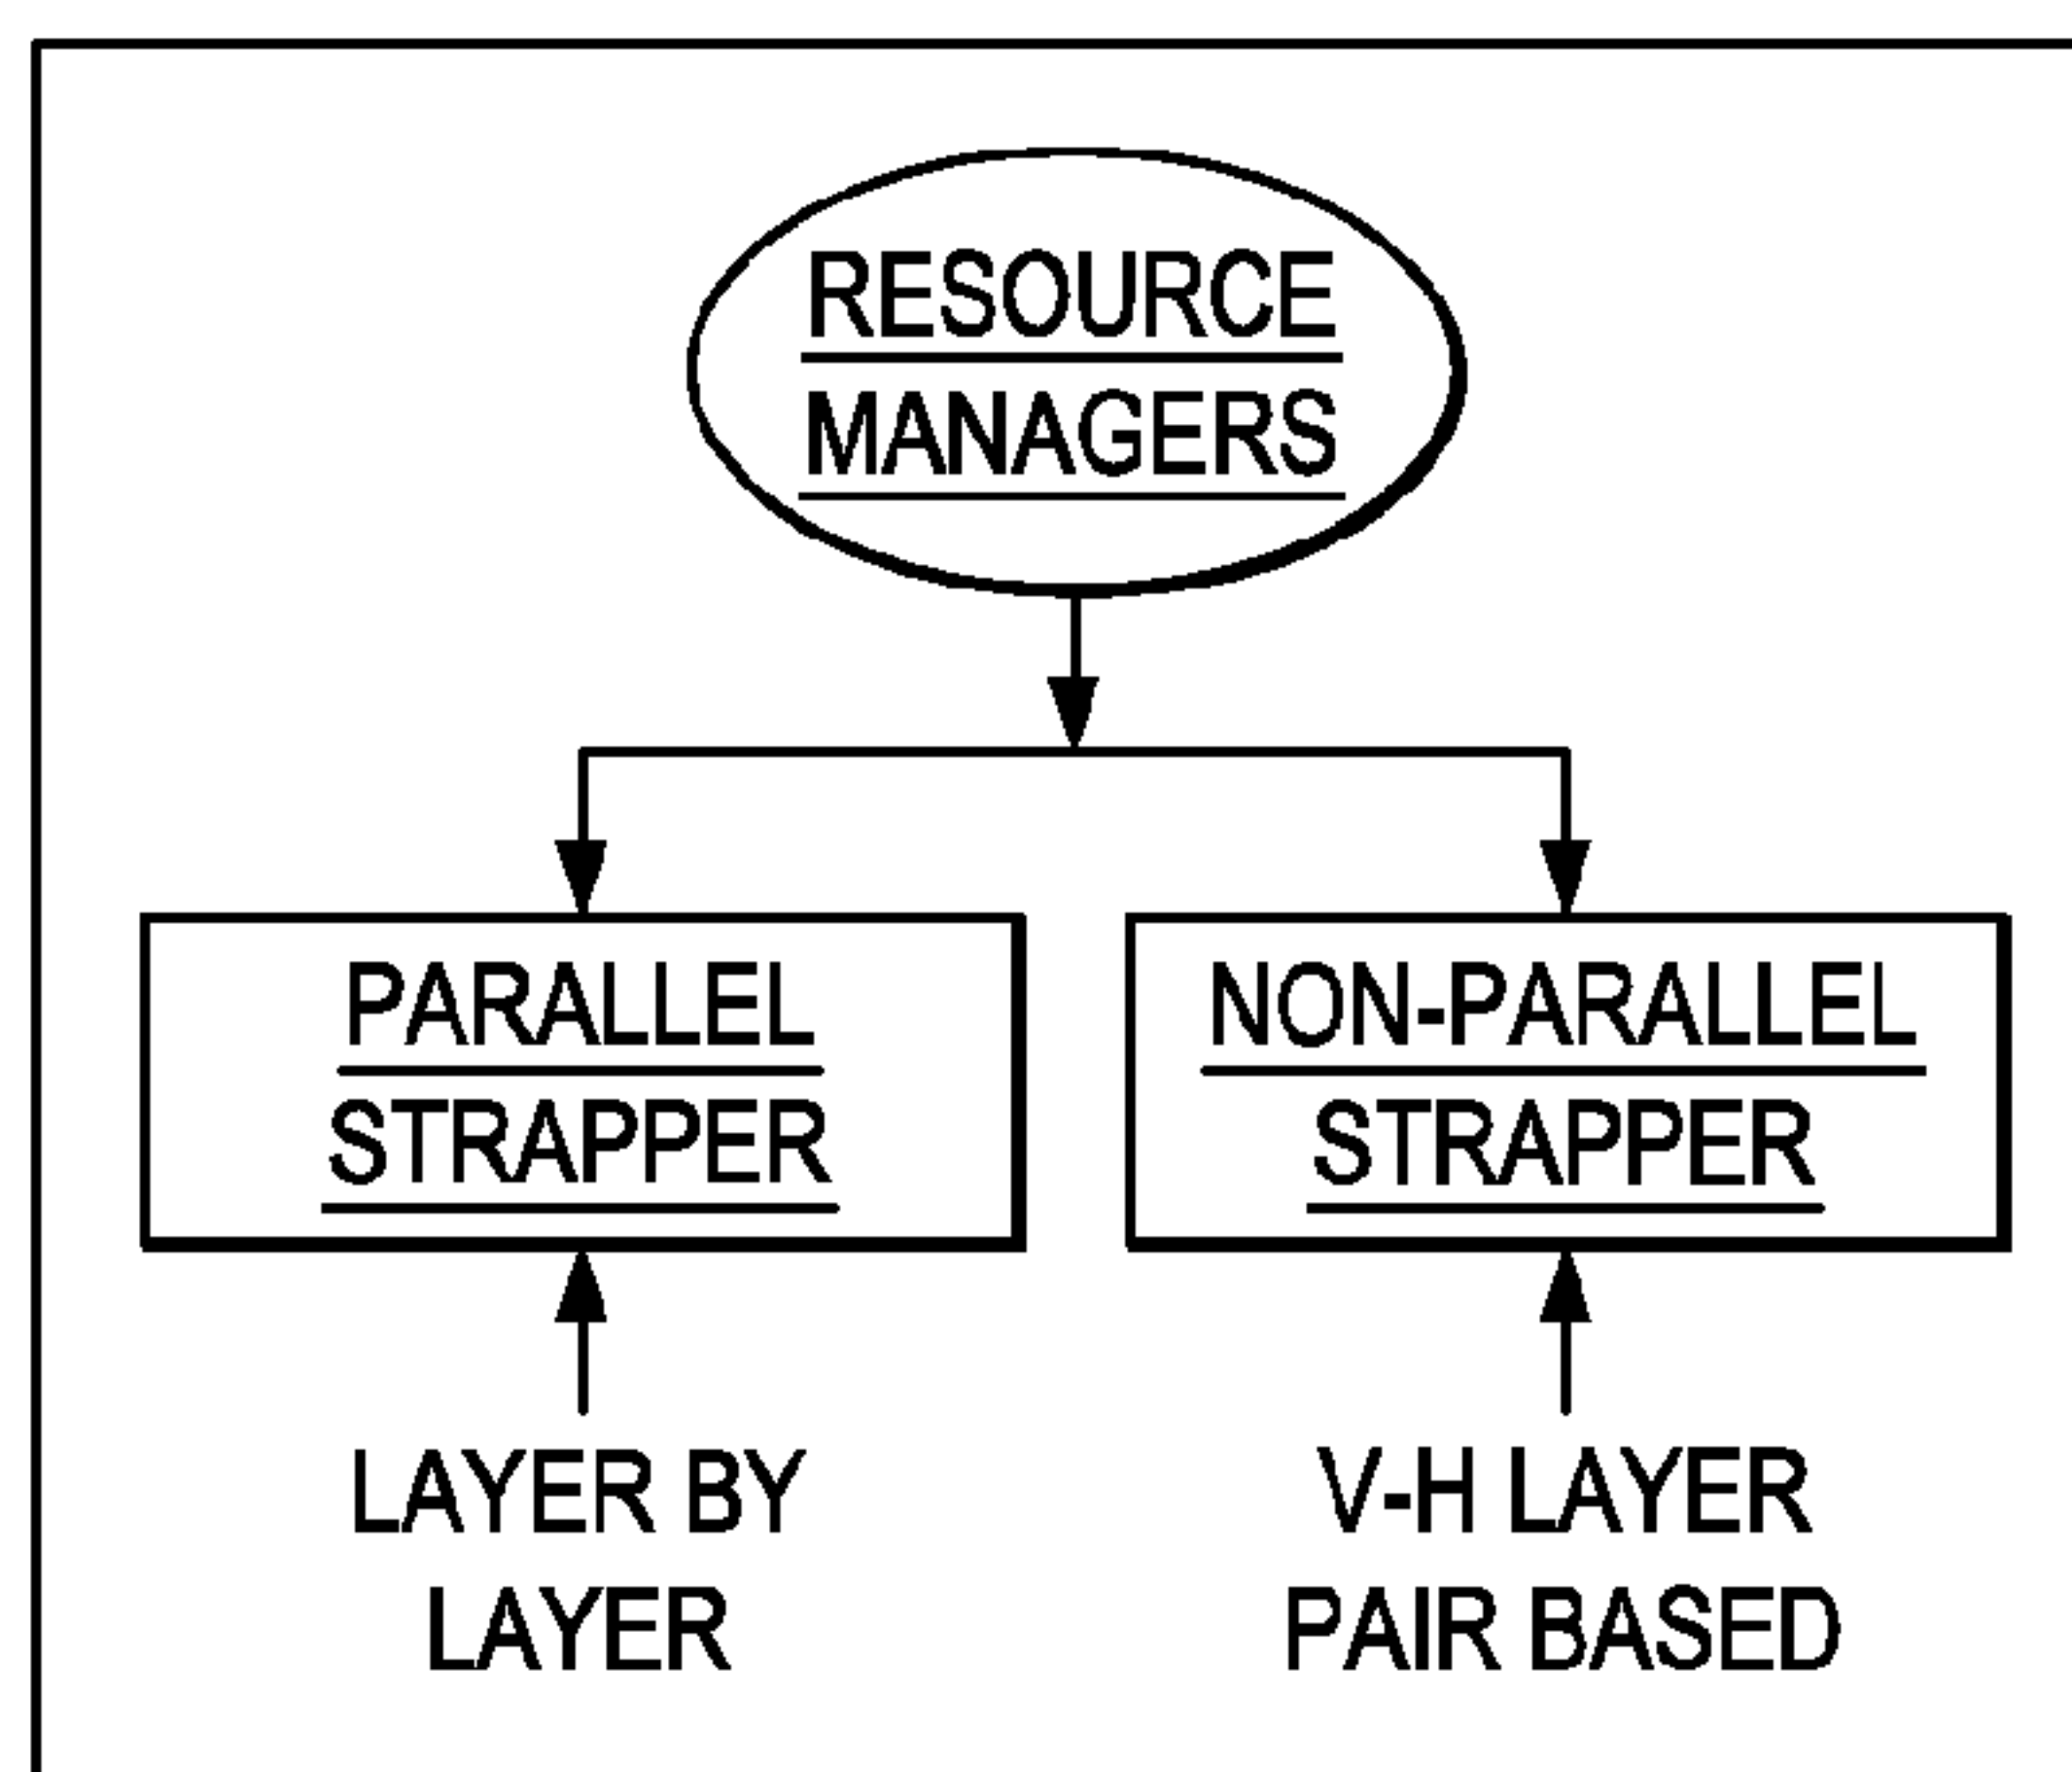 RESOURCE
MANAGERS
PARALLEL
STRAPPER
NON-PARALLEL
STRAPPER
LAYER BY
LAYER
V-H LAYER
PAIR BASED